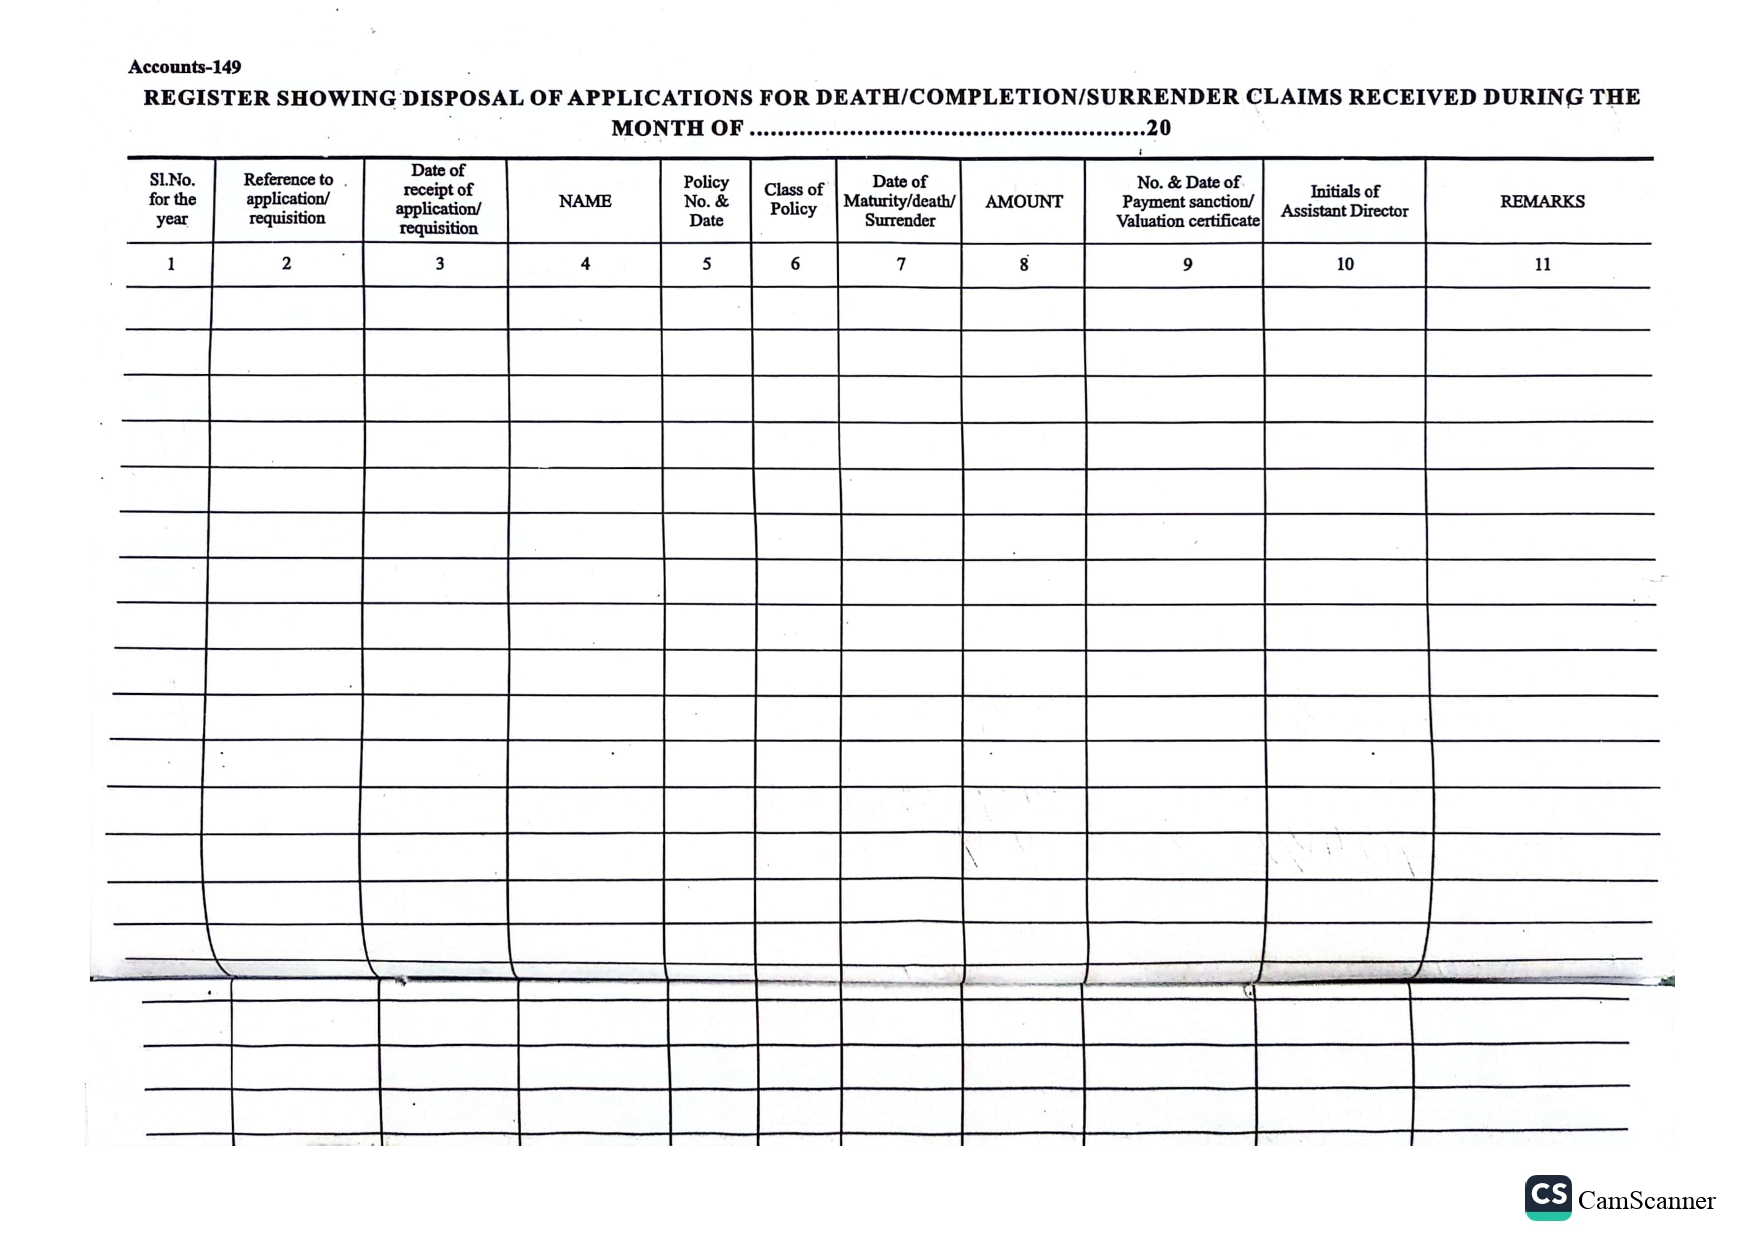 Accounts-149
REGISTER SHOWING DISPOSAL OF APPLICATIONS FOR DEATH/COMPLETION/SURRENDER CLAIMS RECEIVED DURING THE
MONTH OF ........................................................20
Sl.No.
for the
year
Reference to
application/
requisition
Date of
receipt of
application/
requisition
NAME
Policy
No. &
Date
Class of
Policy
Date of
Maturity/death/
Surrender
AMOUNT
No. & Date of
Payment sanction/
Valuation certificate
Initials of
Assistant Director
REMARKS
1 2 3 4 5 6 7 8 9 10 11
CS CamScanner